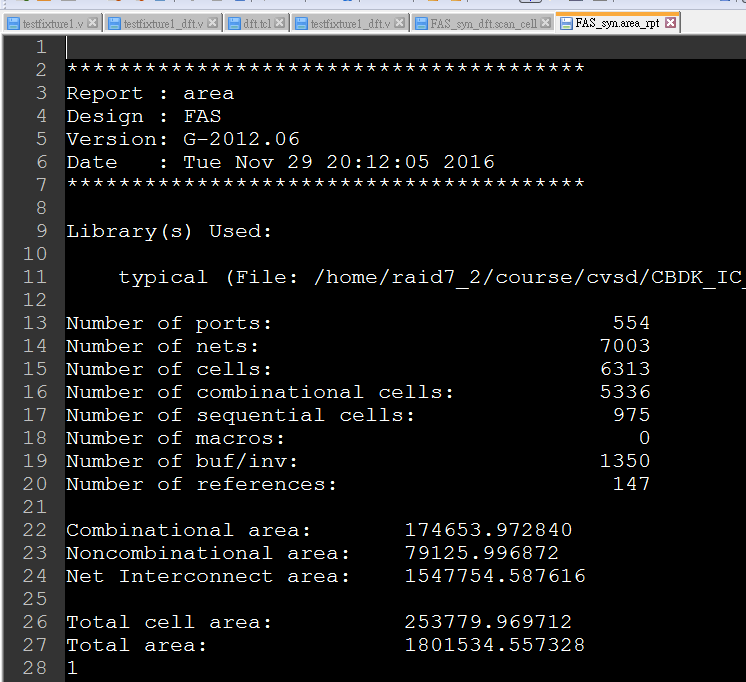 testfixture1.v testfixture1_dft.v dft.tcl testfixture1_dft.v FAS_syn_dft.scan_cell FAS_syn.area_rpt
1
2 ****************************************
3 Report : area
4 Design : FAS
5 Version: G-2012.06
6 Date   : Tue Nov 29 20:12:05 2016
7 ****************************************
8
9 Library(s) Used:
10
11     typical (File: /home/raid7_2/course/cvsd/CBDK_IC_
12
13 Number of ports: 554
14 Number of nets: 7003
15 Number of cells: 6313
16 Number of combinational cells: 5336
17 Number of sequential cells: 975
18 Number of macros: 0
19 Number of buf/inv: 1350
20 Number of references: 147
21
22 Combinational area: 174653.972840
23 Noncombinational area: 79125.996872
24 Net Interconnect area: 1547754.587616
25
26 Total cell area: 253779.969712
27 Total area: 1801534.557328
28 1